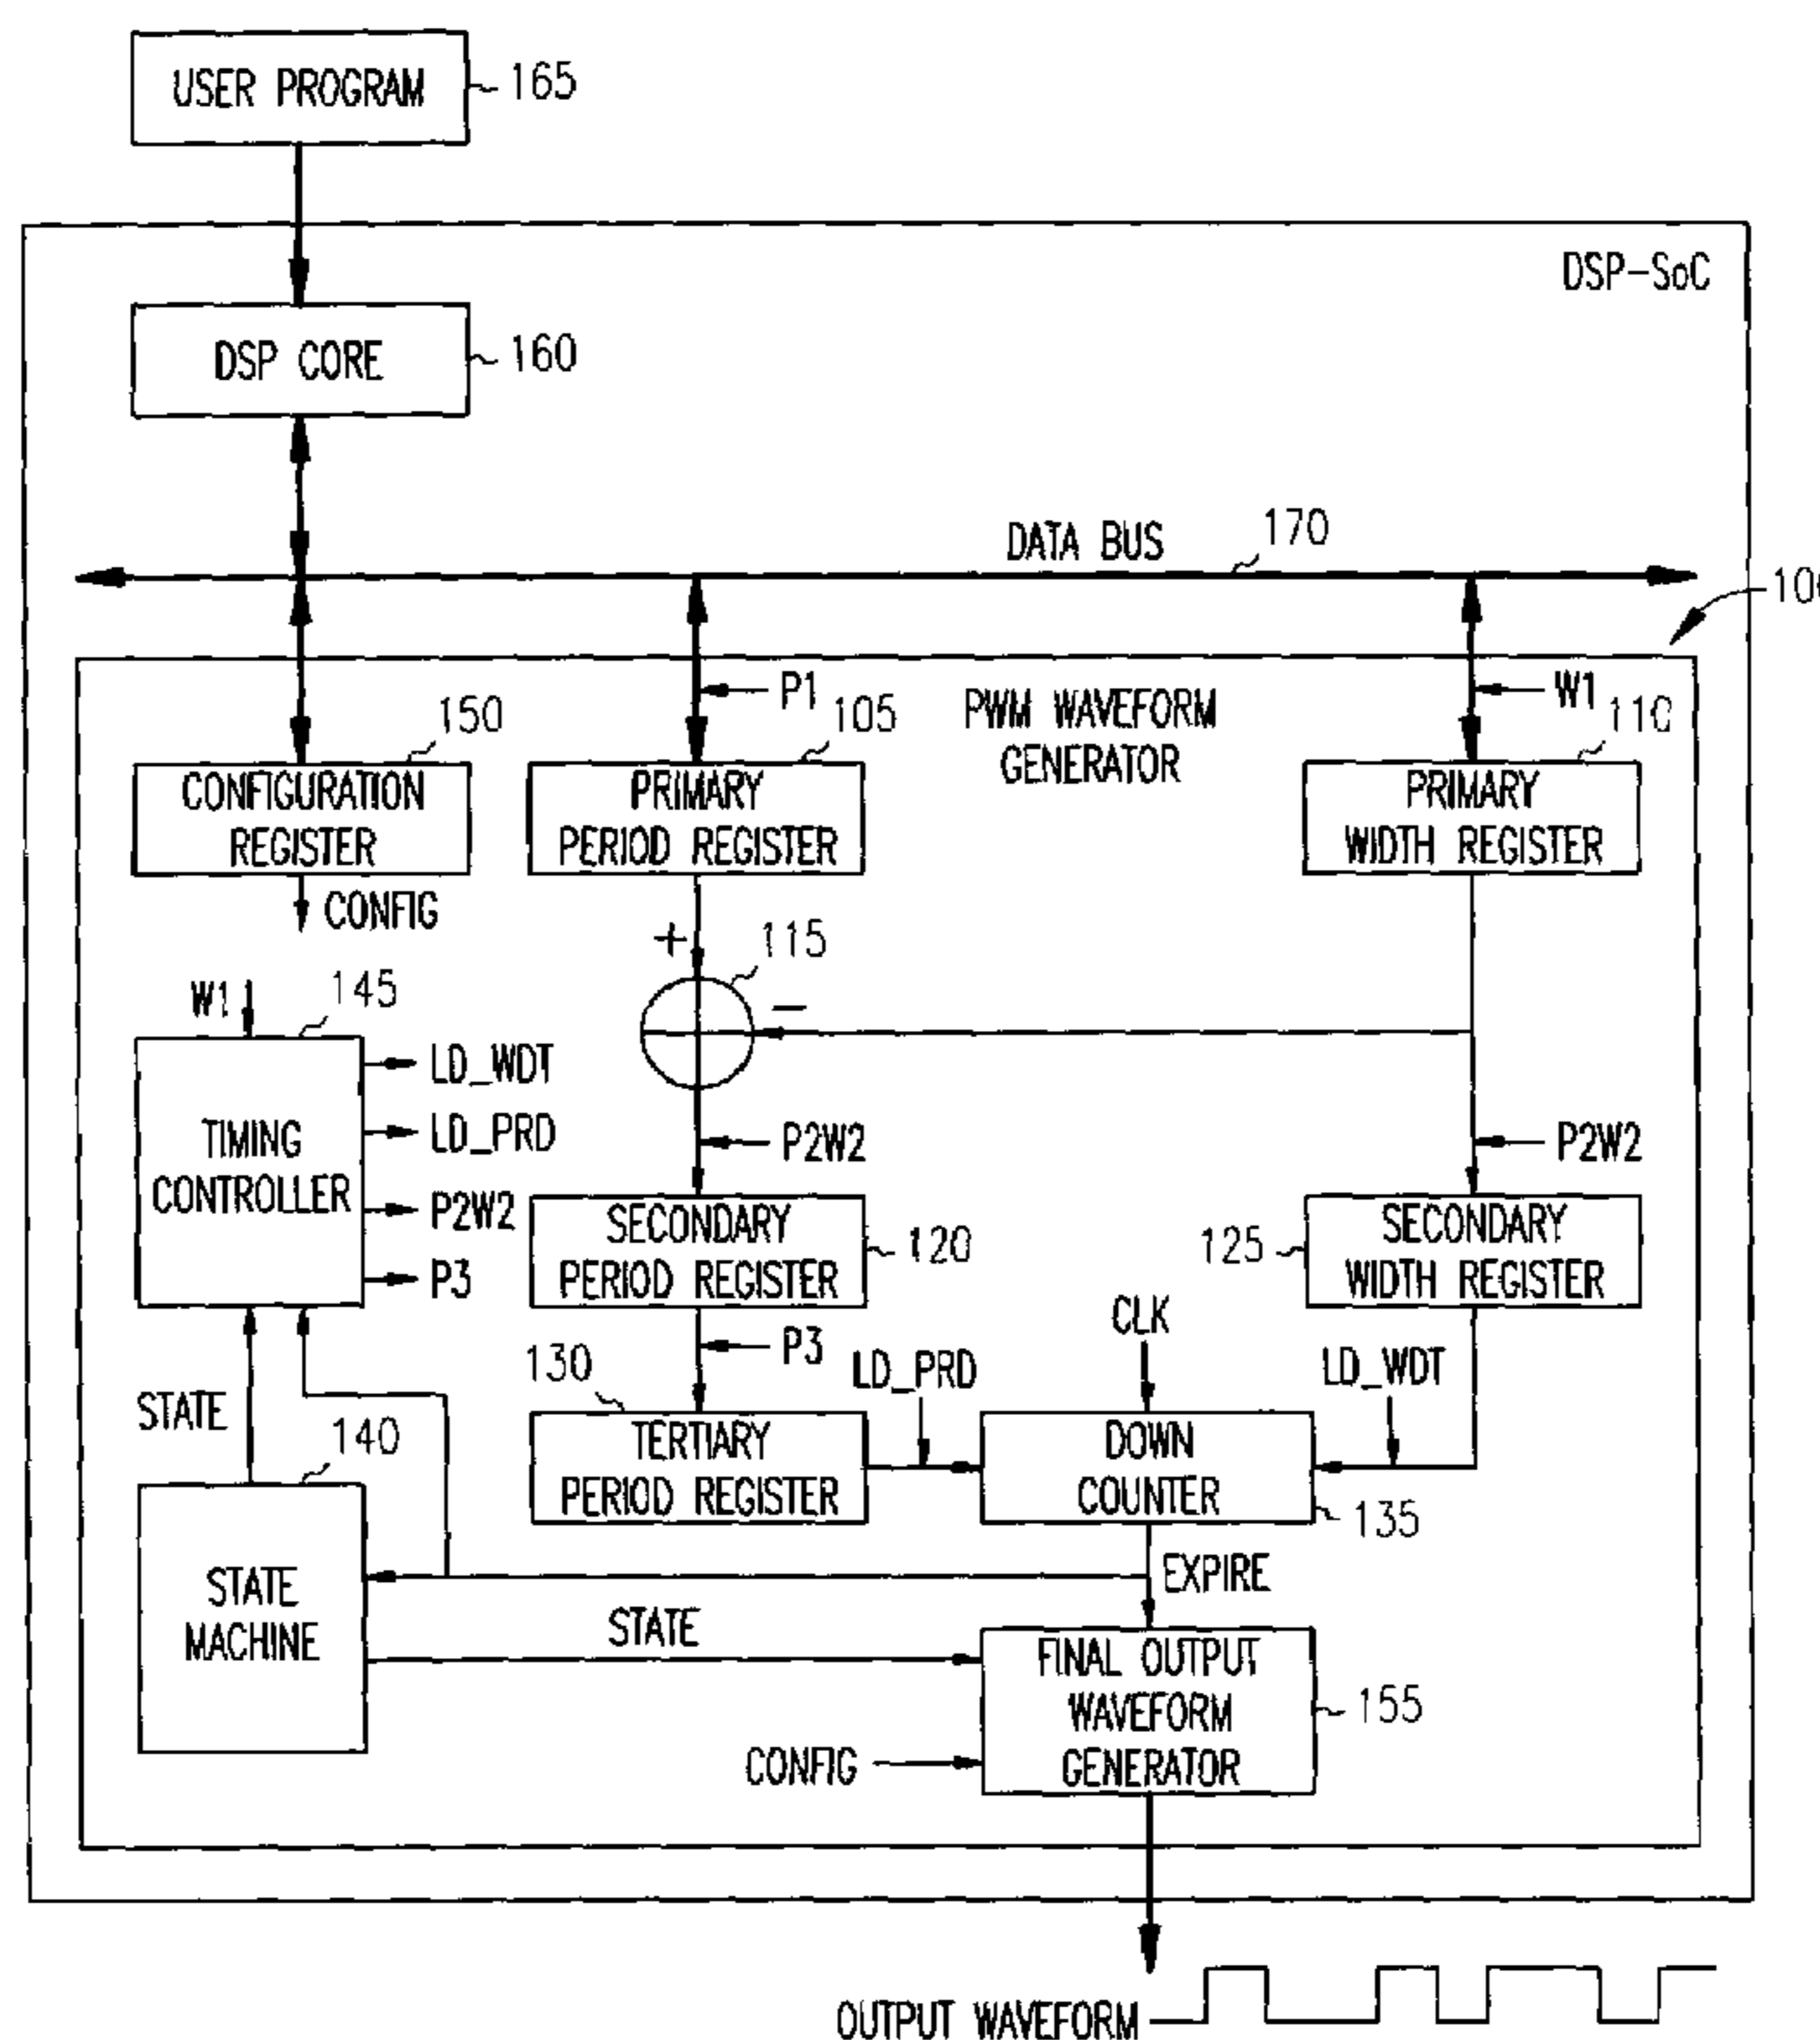 USER PROGRAM
165
DSP-SoC
DSP CORE
160
DATA BUS
170
P1
W1
PWM WAVEFORM
GENERATOR
150
105
110
CONFIGURATION
REGISTER
PRIMARY
PERIOD REGISTER
PRIMARY
WIDTH REGISTER
CONFIG
+
115
−
W1
145
LD_WDT
LD_PRD
P2W2
P3
TIMING
CONTROLLER
P2W2
P2W2
SECONDARY
PERIOD REGISTER
120
125
SECONDARY
WIDTH REGISTER
P3
CLK
130
LD_PRD
LD_WDT
STATE
140
TERTIARY
PERIOD REGISTER
DOWN
COUNTER
135
EXPIRE
STATE
MACHINE
STATE
FINAL OUTPUT
WAVEFORM
GENERATOR
155
CONFIG
OUTPUT WAVEFORM